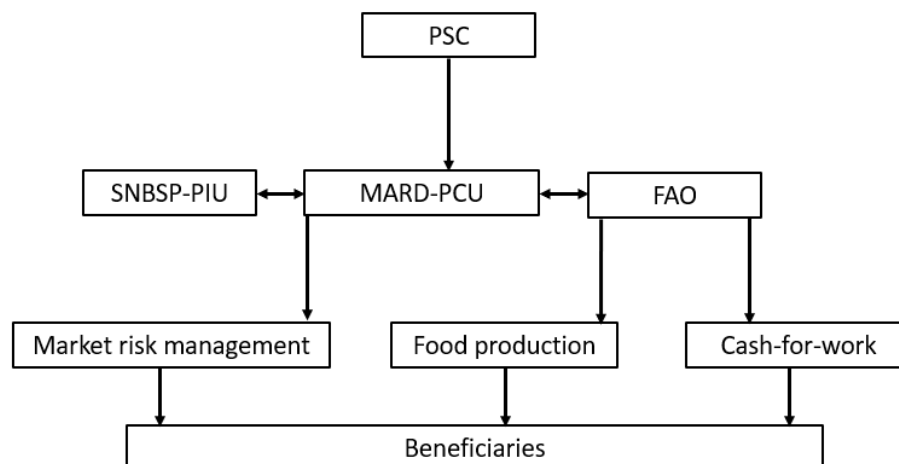 PSC
SNBSP-PIU
MARD-PCU
FAO
Market risk management
Food production
Cash-for-work
Beneficiaries